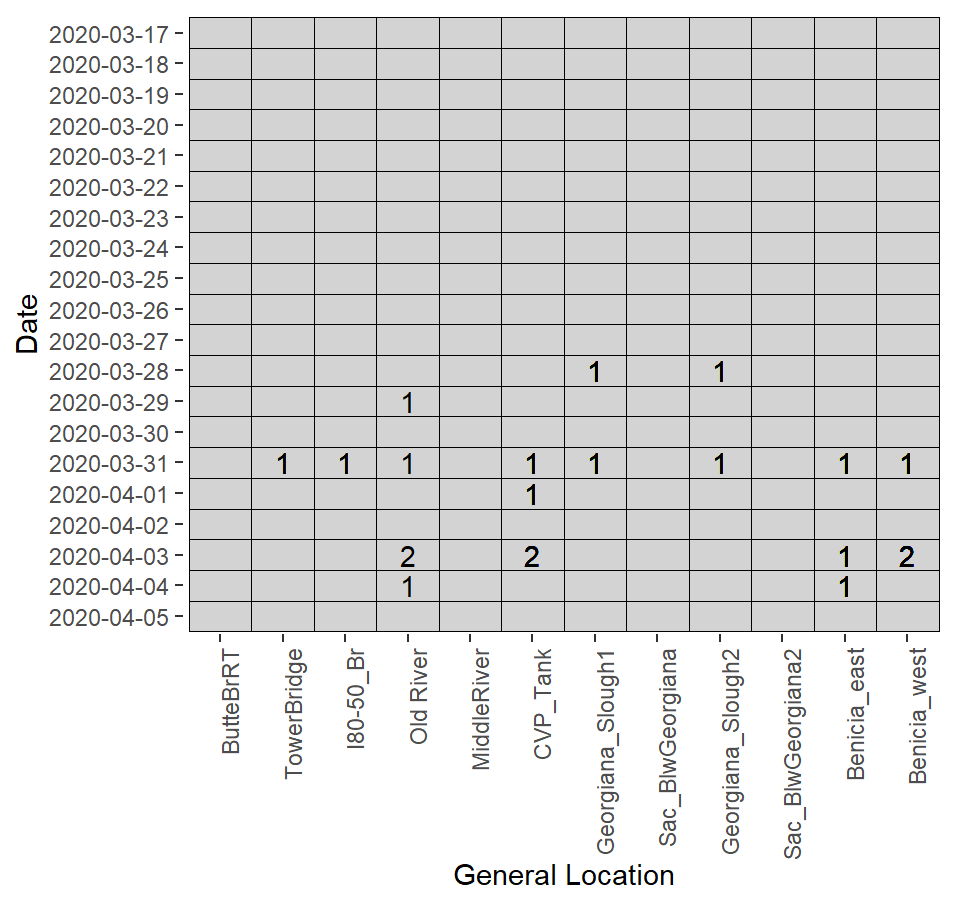 Date
2020-03-17
2020-03-18
2020-03-19
2020-03-20
2020-03-21
2020-03-22
2020-03-23
2020-03-24
2020-03-25
2020-03-26
2020-03-27
2020-03-28 1 1
2020-03-29 1
2020-03-30
2020-03-31 1 1 1 1 1 1 1 1
2020-04-01 1
2020-04-02
2020-04-03 2 2 1 2
2020-04-04 1 1
2020-04-05
ButteBrRT
TowerBridge
I80-50_Br
Old River
MiddleRiver
CVP_Tank
Georgiana_Slough1
Sac_BlwGeorgiana
Georgiana_Slough2
Sac_BlwGeorgiana2
Benicia_east
Benicia_west
General Location